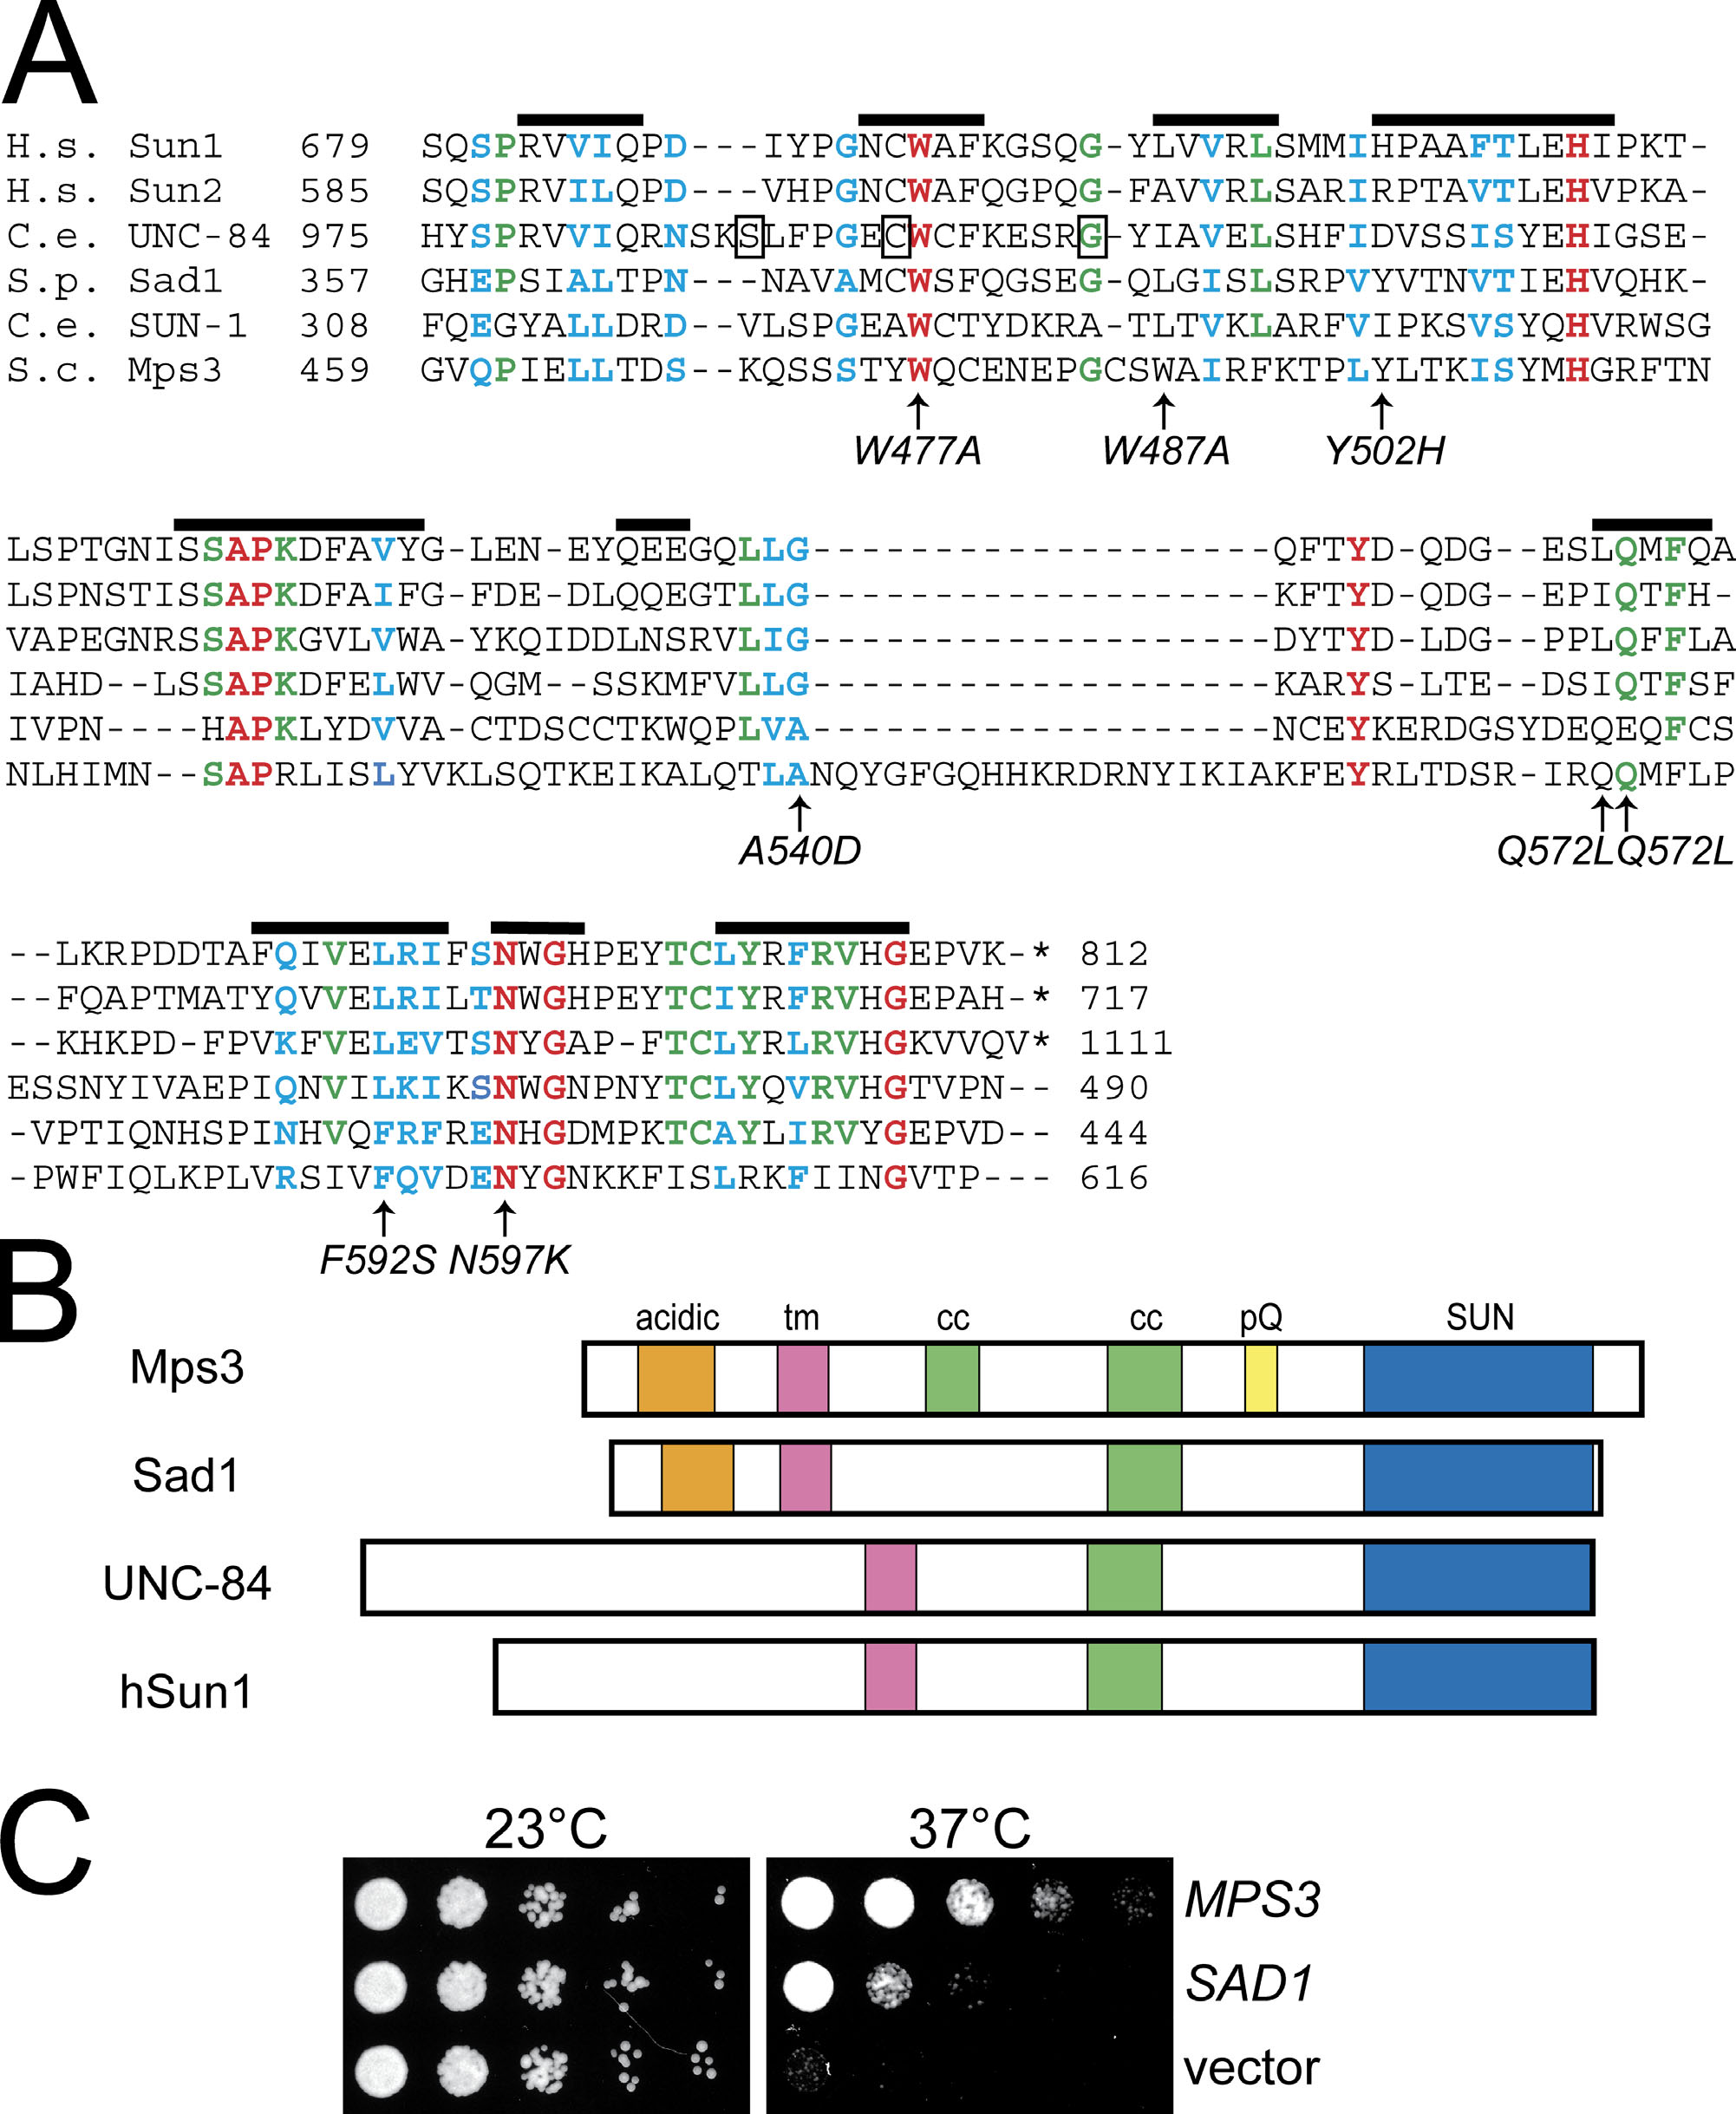 A
H.s. Sun1 679 SQSPRVVIQPD---IYPGNCWAFKGSQG-YLVVRLSMMIHPAAFTLEHIPKT-
H.s. Sun2 585 SQSPRVILQPD---VHPGNCWAFQGPQG-FAVVRLSARIRPTAVTLEHVPKA-
C.e. UNC-84 975 HYSPRVVIQRNSKSLFPGECWCFKESRG-YIAVELSHFIDVSSISYEHIGSE-
S.p. Sad1 357 GHEPSIALTPN---NAVAMCWSFQGSEG-QLGISLSRPVYVTNVTIEHVQHK-
C.e. SUN-1 308 FQEGYALLDRD--VLSPGEAWCTYDKRA-TLTVKLARFVIPKSVSYQHVRWSG
S.c. Mps3 459 GVQPIELLTDS--KQSSSTYWQCENEPGCSWAIRFKTPLYLTKISYMHGRFTN
W477A W487A Y502H
LSPTGNISSAPKDFAVYG-LEN-EYQEEGQLLG-------------------QFTYD-QDG--ESLQMFQA
LSPNSTISSAPKDFAIFG-FDE-DLQQEGTLLG-------------------KFTYD-QDG--EPIQTFH-
VAPEGNRSSAPKGVLVWA-YKQIDDLNSRVLIG-------------------DYTYD-LDG--PPLQFFLA
IAHD--LSSAPKDFELWV-QGM--SSKMFVLLG-------------------KARYS-LTE--DSIQTFSF
IVPN----HAPKLYDVVA-CTDSCCTKWQPLVA-------------------NCEYKERDGSYDEQEQFCS
NLHIMN--SAPRLISLYVKLSQTKEIKALQTLANQYGFGQHHKRDRNYIKIAKFEYRLTDSR-IRQQMFLP
A540D Q572LQ572L
--LKRPDDTAFQIVELRIFSNWGHPEYTCLYRFRVHGEPVK-* 812
--FQAPTMATYQVVELRILTNWGHPEYTCIYRFRVHGEPAH-* 717
--KHKPD-FPVKFVELEVTSNYGAP-FTCLYRLRVHGKVVQV* 1111
ESSNYIVAEPIQNVILKIKSNWGNPNYTCLYQVRVHGTVPN-- 490
-VPTIQNHSPINHVQFRFRENHGDMPKTCAYLIRVYGEPVD-- 444
-PWFIQLKPLVRSIVFQVDENYGNKKFISLRKFIINGVTP--- 616
F592S N597K
B
acidic tm cc cc pQ SUN
Mps3
Sad1
UNC-84
hSun1
C
23°C 37°C
MPS3
SAD1
vector